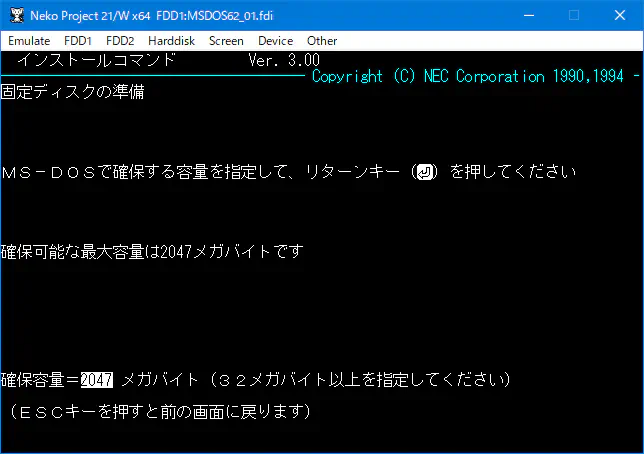 Neko Project 21/W x64  FDD1:MSDOS62_01.fdi
Emulate FDD1 FDD2 Harddisk Screen Device Other
インストールコマンド Ver. 3.00
Copyright (C) NEC Corporation 1990,1994 -
固定ディスクの準備
ＭＳ－ＤＯＳで確保する容量を指定して、リターンキー（↵）を押してください
確保可能な最大容量は2047メガバイトです
確保容量＝2047 メガバイト（３２メガバイト以上を指定してください）
（ＥＳＣキーを押すと前の画面に戻ります）